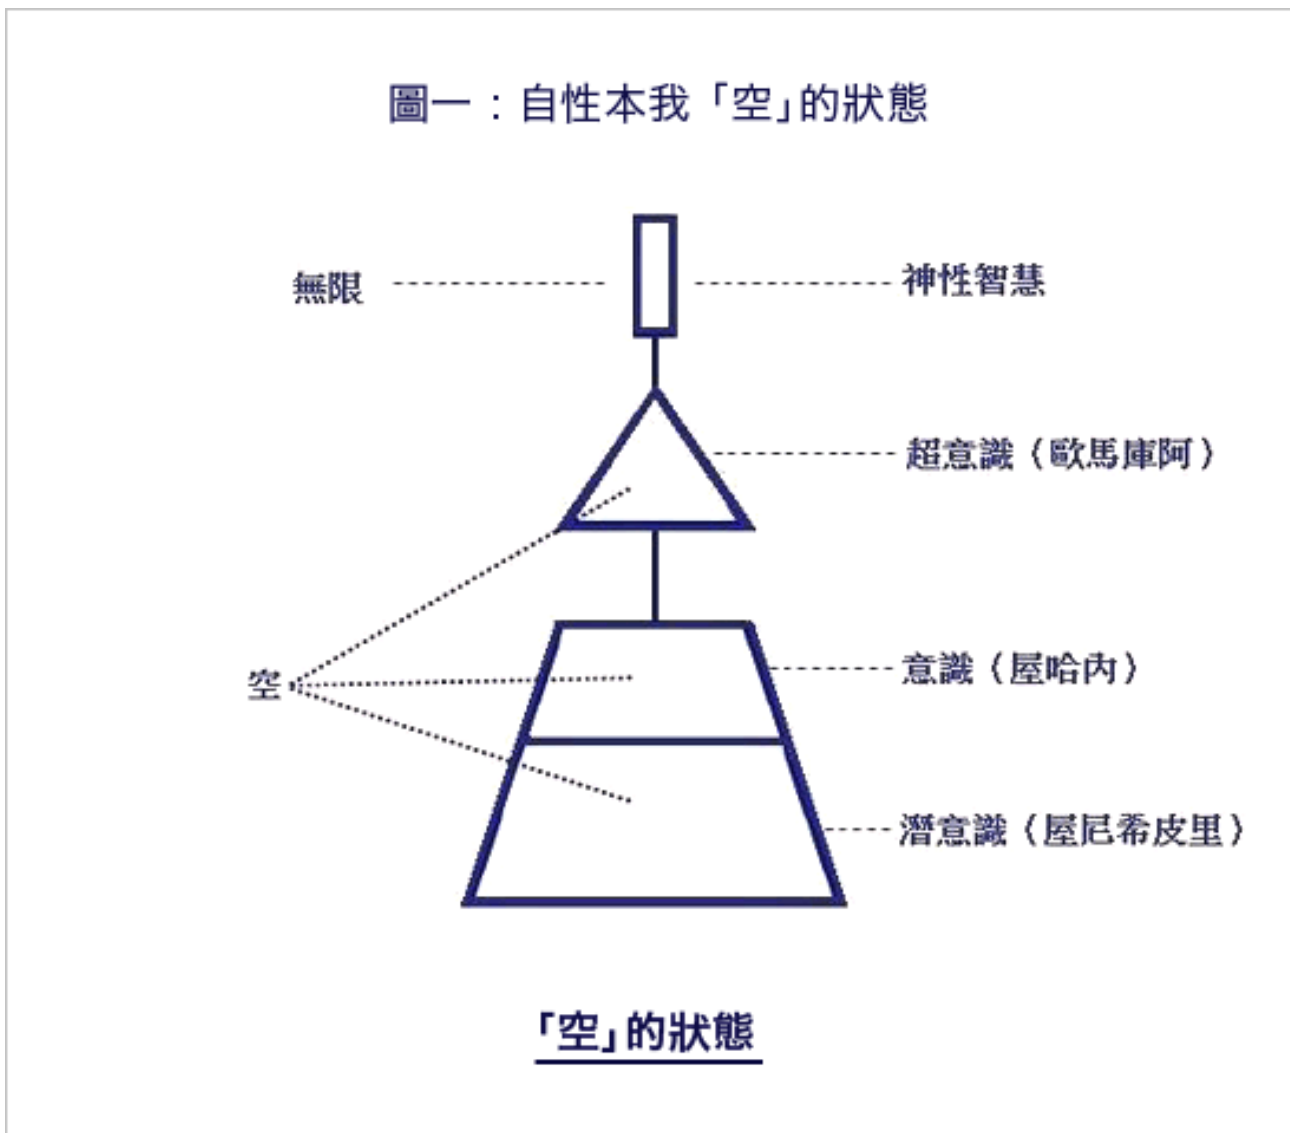 圖一：自性本我「空」的狀態
無限
神性智慧
超意識（歐馬庫阿）
空
意識（屋哈內）
潛意識（屋尼希皮里）
「空」的狀態